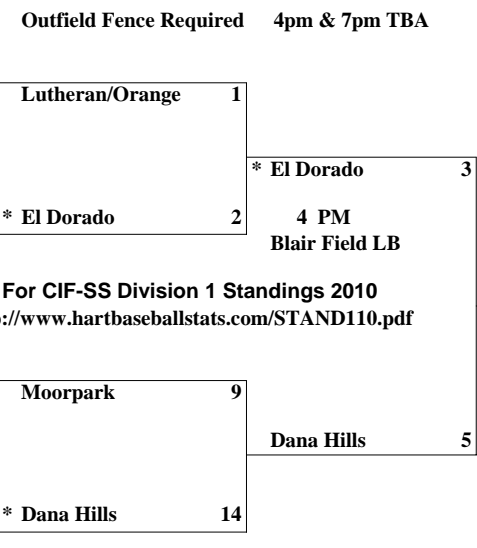 Outfield Fence Required 4pm & 7pm TBA
Lutheran/Orange 1
* El Dorado 3
* El Dorado 2
4 PM
Blair Field LB
For CIF-SS Division 1 Standings 2010
://www.hartbaseballstats.com/STAND110.pdf
Moorpark 9
Dana Hills 5
* Dana Hills 14